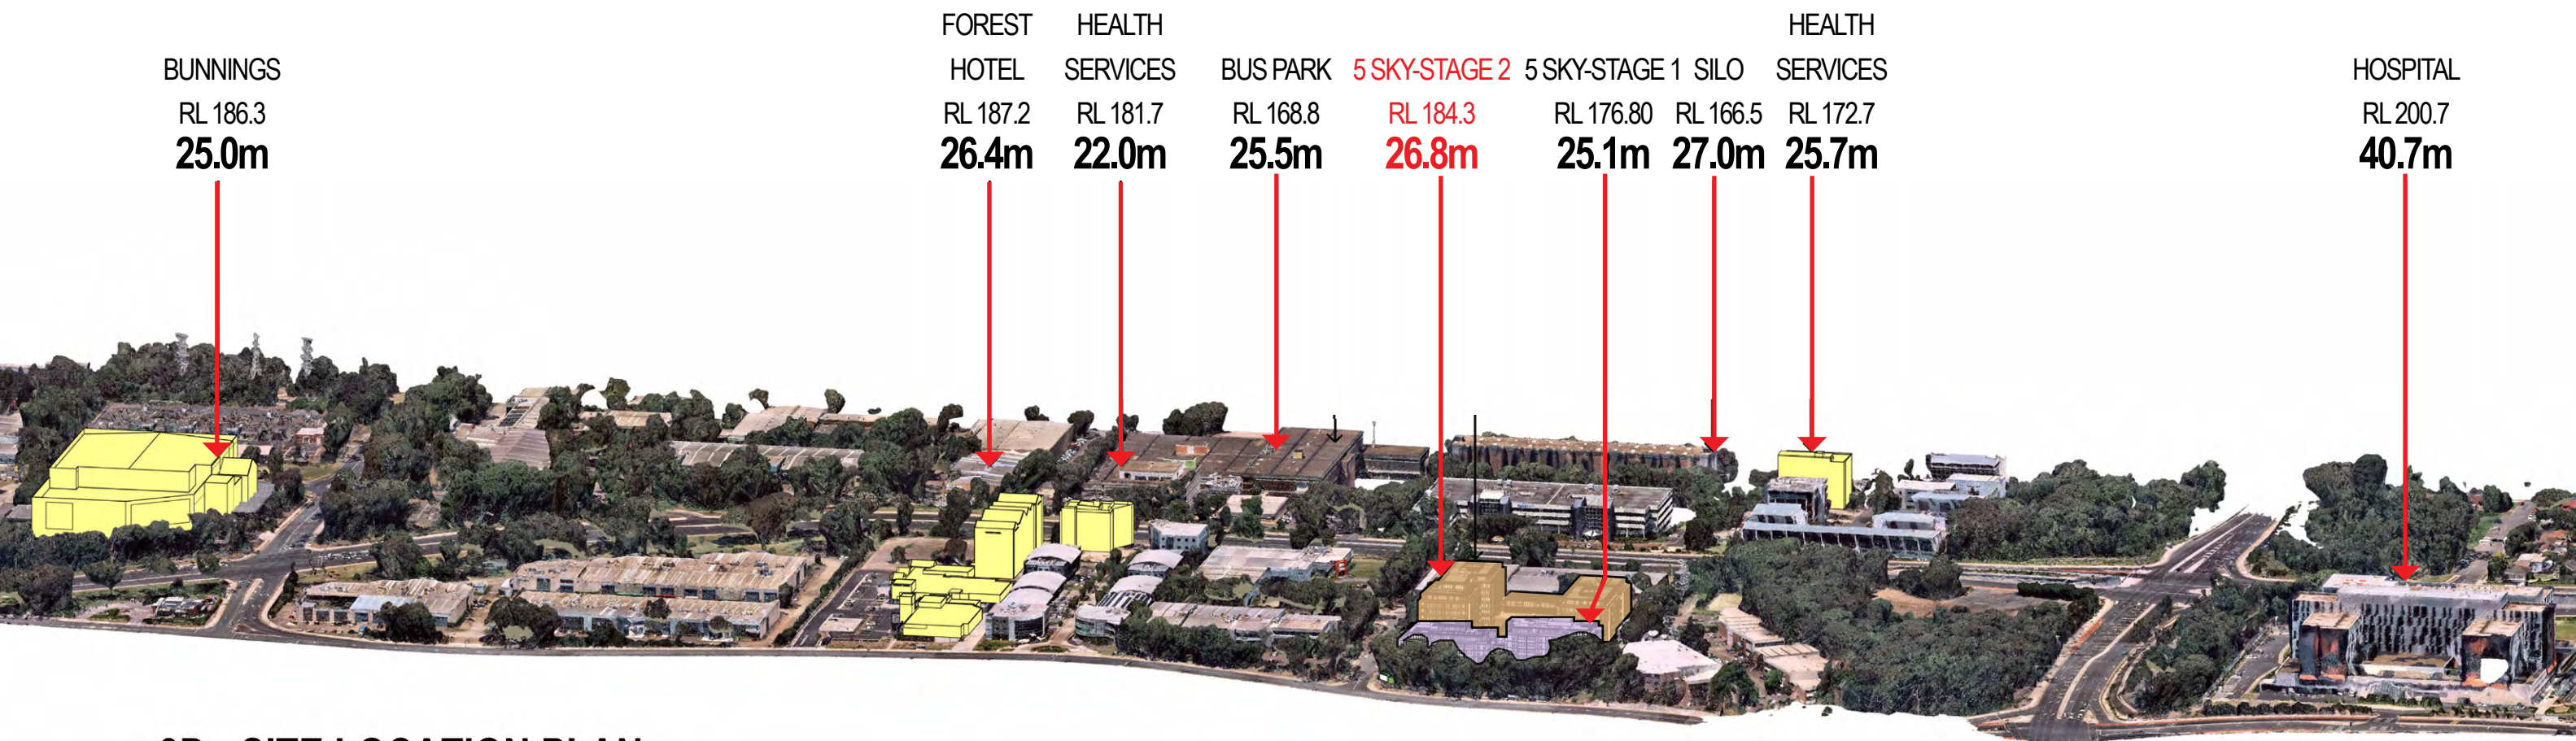 BUNNINGS
RL 186.3
25.0m
FOREST
HOTEL
RL 187.2
26.4m
HEALTH
SERVICES
RL 181.7
22.0m
BUS PARK
RL 168.8
25.5m
5 SKY-STAGE 2
RL 184.3
26.8m
5 SKY-STAGE 1
RL 176.80
25.1m
SILO
RL 166.5
27.0m
HEALTH
SERVICES
RL 172.7
25.7m
HOSPITAL
RL 200.7
40.7m
SITE LOCATION PLAN